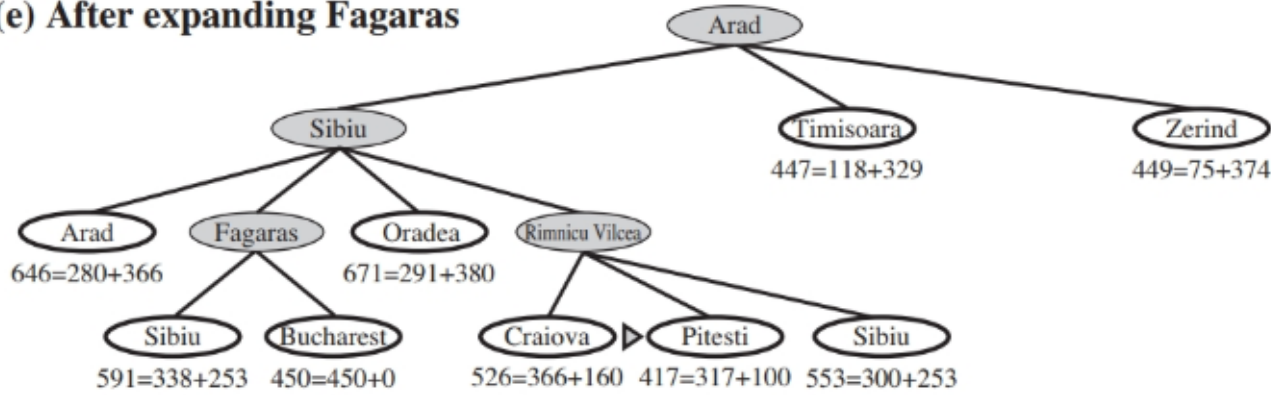 (e) After expanding Fagaras
Arad
Sibiu
Timisoara
Zerind
447=118+329
449=75+374
Arad
Fagaras
Oradea
Rimnicu Vilcea
646=280+366
671=291+380
Sibiu
Bucharest
Craiova
Pitesti
Sibiu
591=338+253
450=450+0
526=366+160
417=317+100
553=300+253